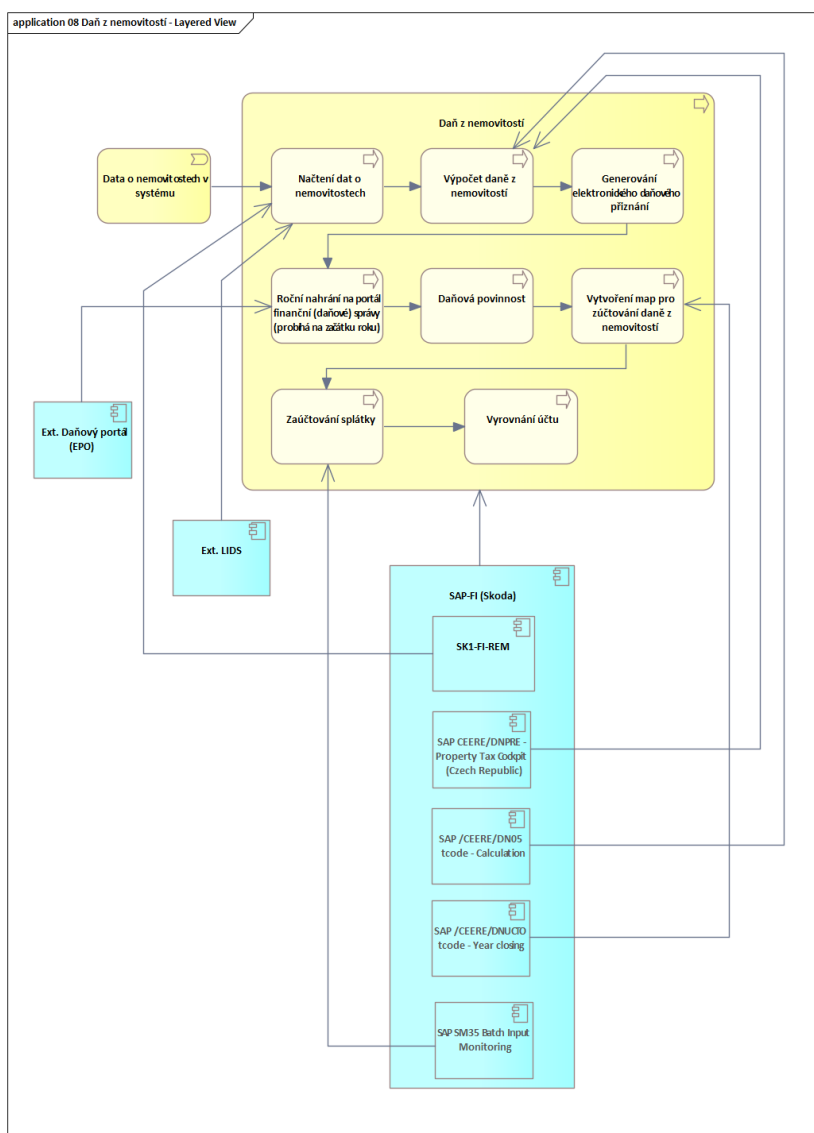 application 08 Daň z nemovitostí - Layered View
Daň z nemovitostí
Data o nemovitostech v
systému
Načtení dat o
nemovitostech
Výpočet daně z
nemovitostí
Generování
elektronického daňového
přiznání
Roční nahrání na portál
finanční (daňové) správy
(probíhá na začátku roku)
Daňová povinnost
Vytvoření map pro
zúčtování daně z
nemovitostí
Zaúčtování splátky
Vyrovnání účtu
Ext. Daňový portál
(EPO)
Ext. LIDS
SAP-FI (Skoda)
SK1-FI-REM
SAP CEERE/DNPRE -
Property Tax Cockpit
(Czech Republic)
SAP /CEERE/DN05
tcode - Calculation
SAP /CEERE/DNUCTO
tcode - Year closing
SAP SM35 Batch Input
Monitoring